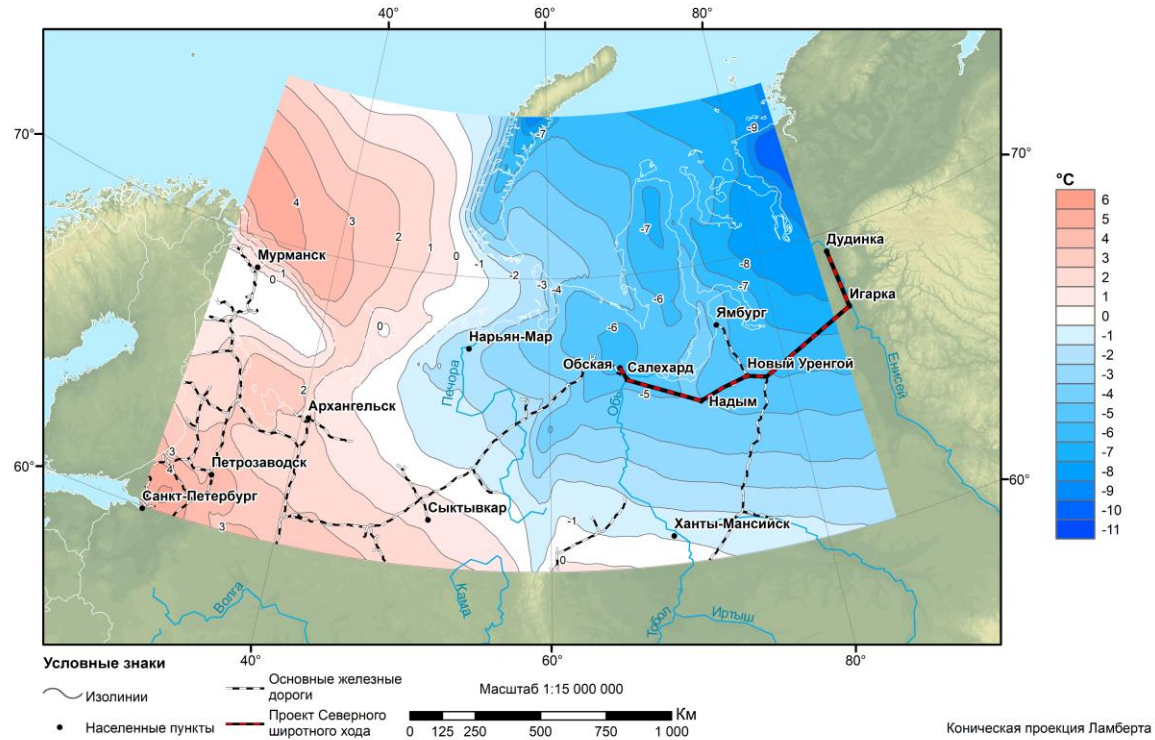 40° 60° 80°
70°
70°
60°
60°
°C
6
5
4
3
2
1
0
-1
-2
-3
-4
-5
-6
-7
-8
-9
-10
-11
-7
-9
4
3
2
1
0
-1
-2
-3
-4
-7
-8
-7
-6
Мурманск
0 1
0
Дудинка
Игарка
Ямбург
-6
Нарьян-Мар
Обская
Салехард
Новый Уренгой
Енисей
Печора
Обь
-5
Надым
2
Архангельск
3
4
Петрозаводск
Санкт-Петербург
3
Сыктывкар
-1
Ханты-Мансийск
0
Волга
Кама
Тобол
Иртыш
40° 60° 80°
Условные знаки
Изолинии
Населенные пункты
Основные железные
дороги
Проект Северного
широтного хода
Масштаб 1:15 000 000
Км
0 125 250 500 750 1 000
Коническая проекция Ламберта